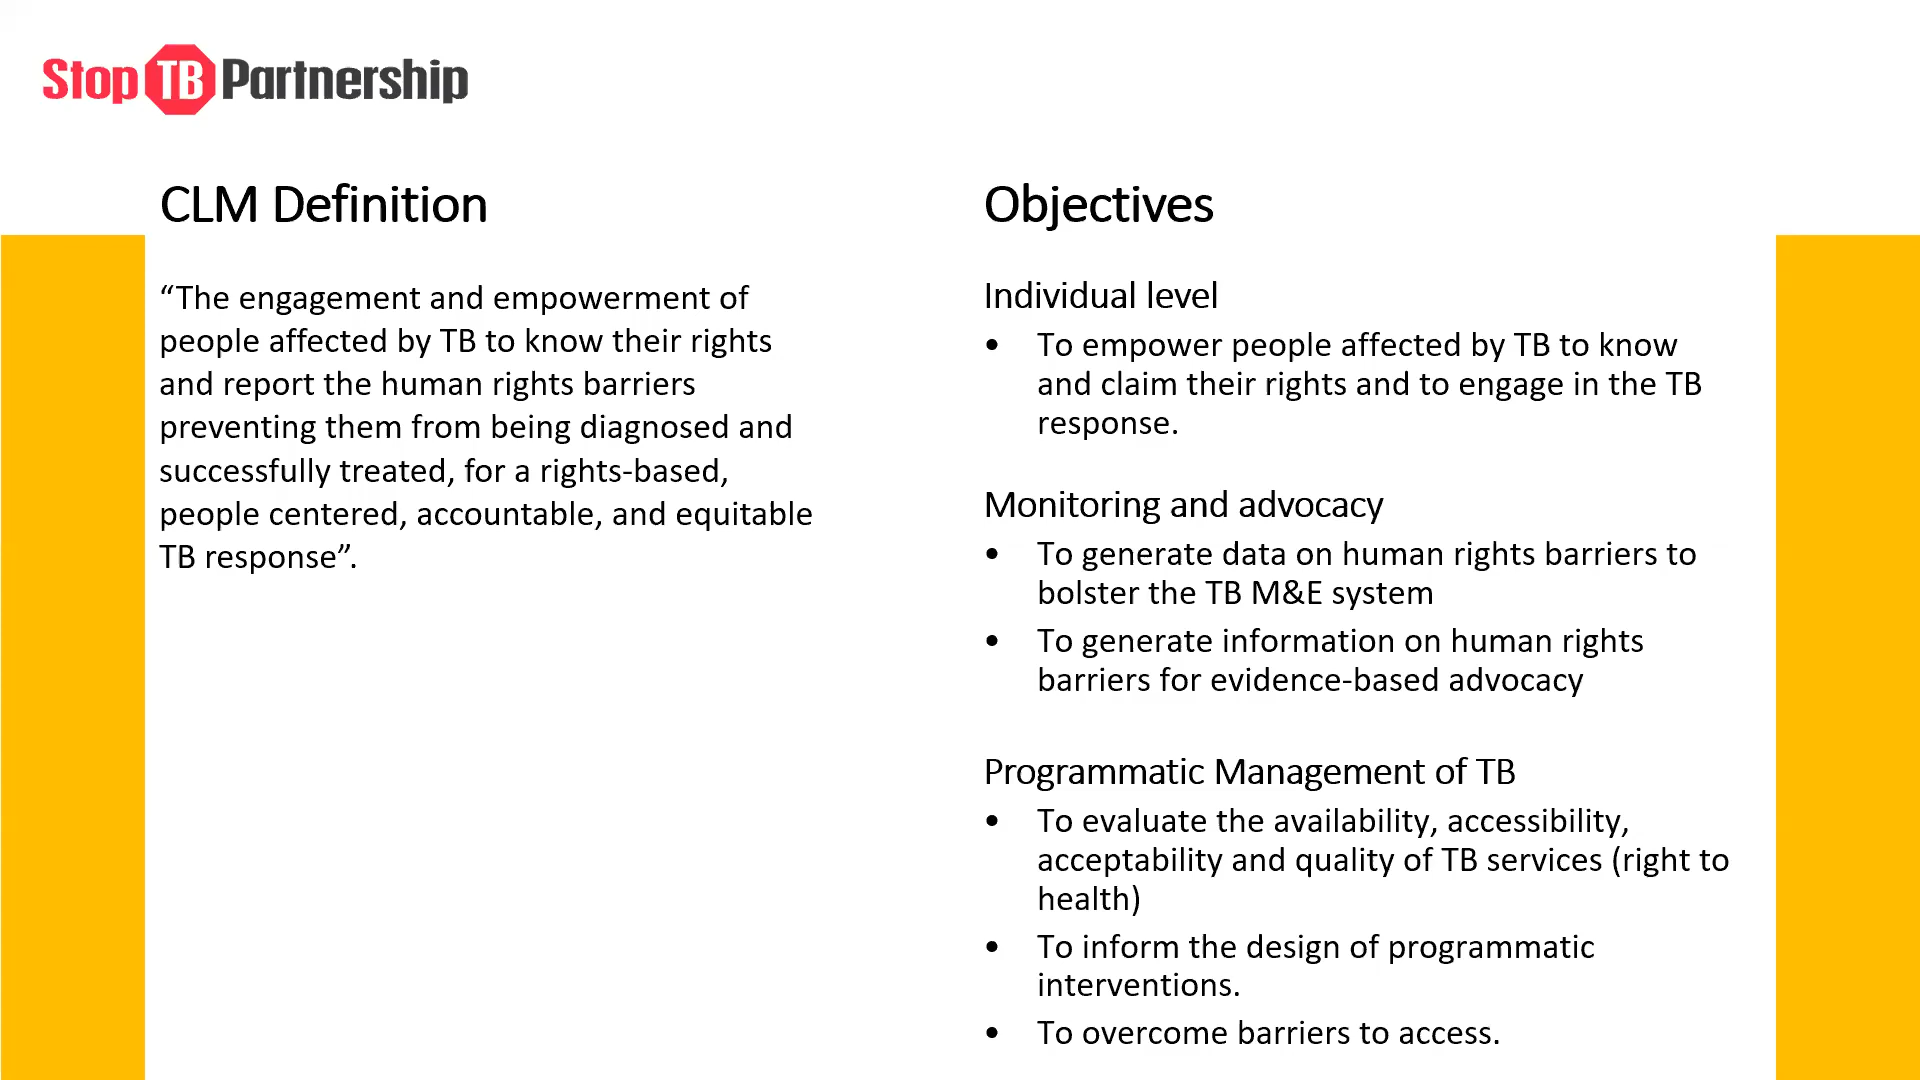 Stop TB Partnership
CLM Definition
“The engagement and empowerment of
people affected by TB to know their rights
and report the human rights barriers
preventing them from being diagnosed and
successfully treated, for a rights-based,
people centered, accountable, and equitable
TB response”.
Objectives
Individual level
• To empower people affected by TB to know
and claim their rights and to engage in the TB
response.
Monitoring and advocacy
• To generate data on human rights barriers to
bolster the TB M&E system
• To generate information on human rights
barriers for evidence-based advocacy
Programmatic Management of TB
• To evaluate the availability, accessibility,
acceptability and quality of TB services (right to
health)
• To inform the design of programmatic
interventions.
• To overcome barriers to access.